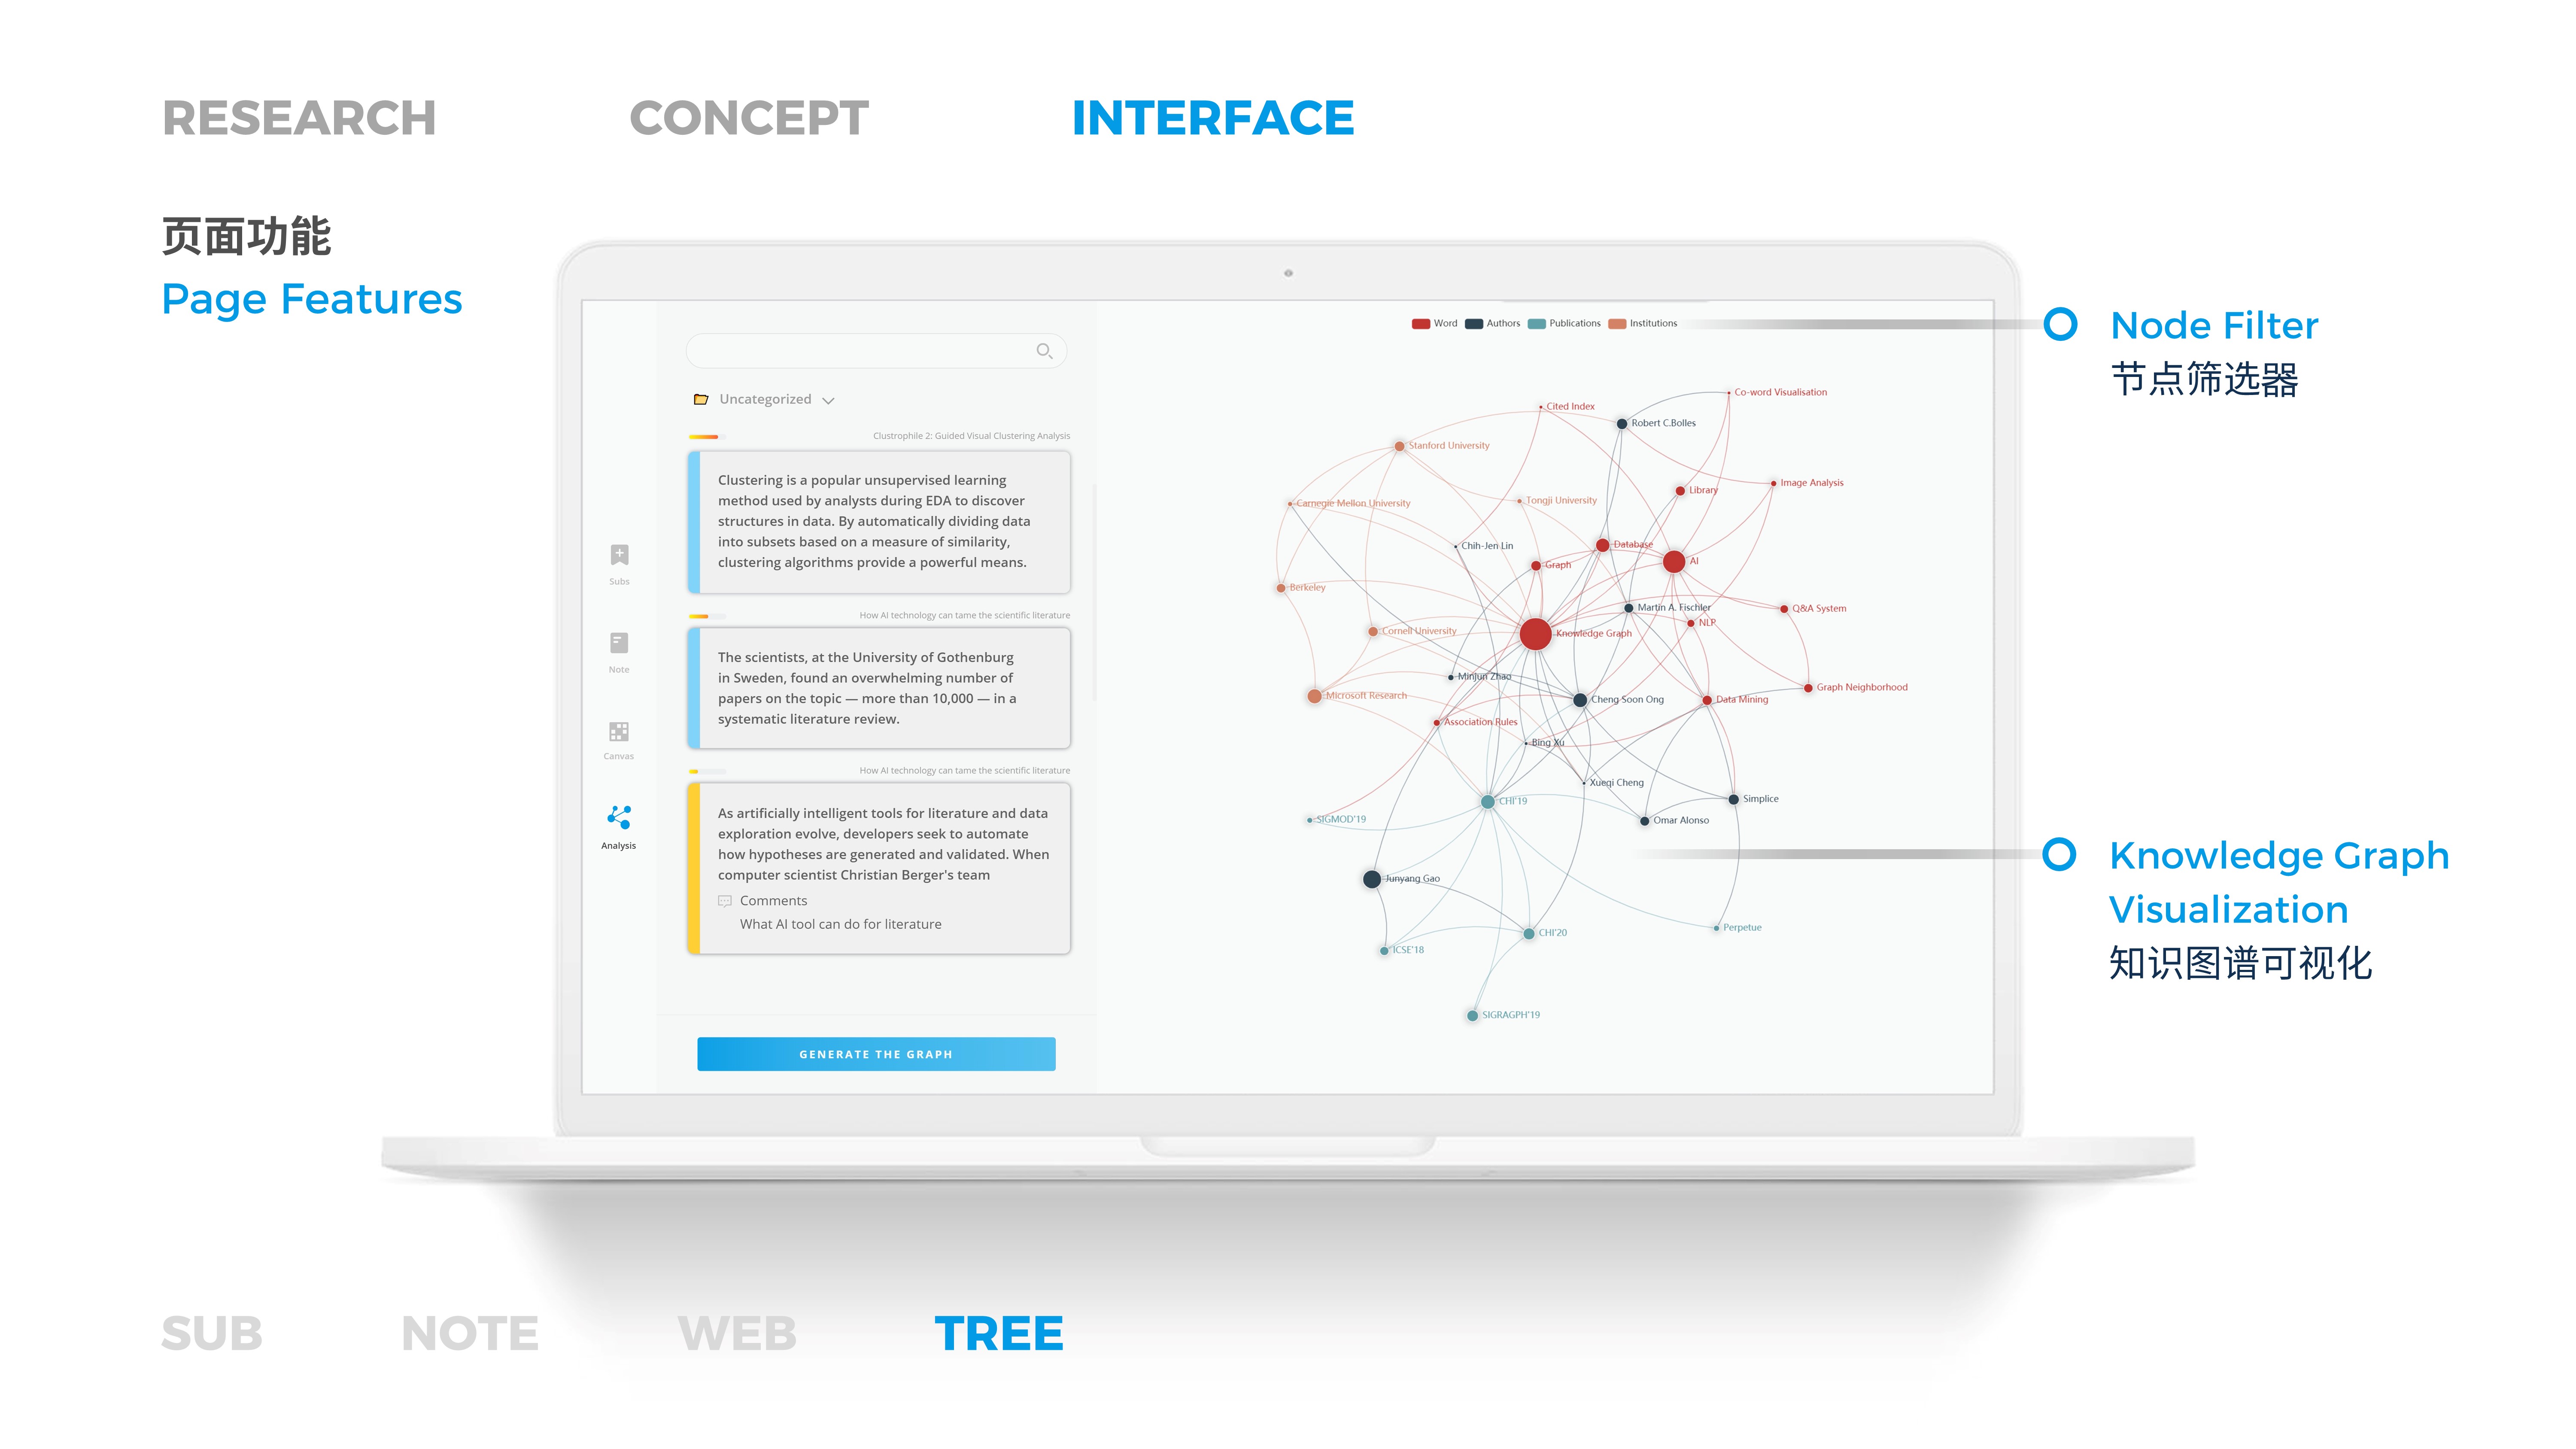 RESEARCH CONCEPT INTERFACE
页面功能
Page Features
Subs
Note
Canvas
Analysis
Uncategorized
Clustrophile 2: Guided Visual Clustering Analysis
Clustering is a popular unsupervised learning
method used by analysts during EDA to discover
structures in data. By automatically dividing data
into subsets based on a measure of similarity,
clustering algorithms provide a powerful means.
How AI technology can tame the scientific literature
The scientists, at the University of Gothenburg
in Sweden, found an overwhelming number of
papers on the topic — more than 10,000 — in a
systematic literature review.
How AI technology can tame the scientific literature
As artificially intelligent tools for literature and data
exploration evolve, developers seek to automate
how hypotheses are generated and validated. When
computer scientist Christian Berger's team
Comments
What AI tool can do for literature
GENERATE THE GRAPH
Word Authors Publications Institutions
Co-word Visualisation
Cited Index
Robert C.Bolles
Stanford University
Image Analysis
Library
Carnegie Mellon University
Tongji University
Chih-Jen Lin
Database
AI
Graph
Berkeley
Martin A. Fischler
Q&A System
NLP
Cornell University
Knowledge Graph
Minjun Zhao
Graph Neighborhood
Microsoft Research
Cheng Soon Ong
Data Mining
Association Rules
Bing Xu
Xueqi Cheng
CHI'19
Simplice
SIGMOD'19
Omar Alonso
Junyang Gao
Perpetue
CHI'20
ICSE'18
SIGRAGPH'19
Node Filter
节点筛选器
Knowledge Graph
Visualization
知识图谱可视化
SUB NOTE WEB TREE